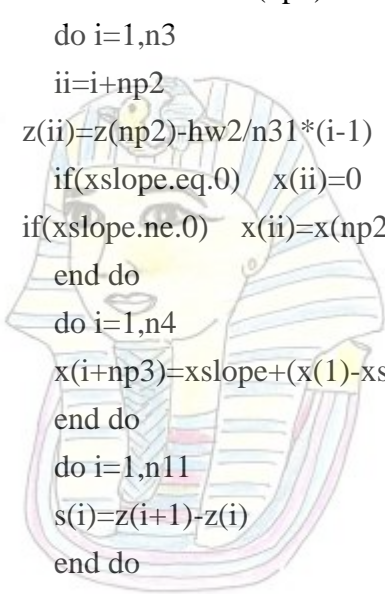 do i=1,n3
ii=i+np2
z(ii)=z(np2)-hw2/n31*(i-1)
if(xslope.eq.0) x(ii)=0
if(xslope.ne.0) x(ii)=x(np2
end do
do i=1,n4
x(i+np3)=xslope+(x(1)-xs
end do
do i=1,n11
s(i)=z(i+1)-z(i)
end do